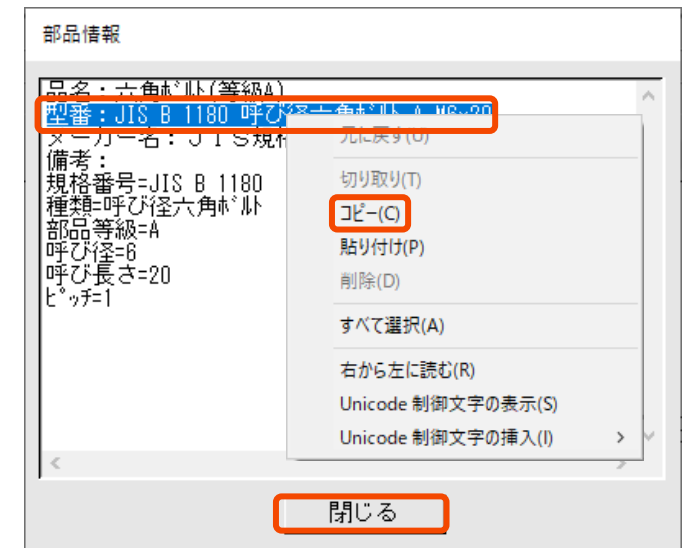 部品情報
品名：六角ﾎﾞﾙﾄ(等級A)
型番：JIS B 1180 呼び径六角ﾎﾞﾙﾄ A M6×20
メーカー名：ＪＩＳ規格
備考：
規格番号=JIS B 1180
種類=呼び径六角ﾎﾞﾙﾄ
部品等級=A
呼び径=6
呼び長さ=20
ﾋﾟｯﾁ=1
元に戻す(U)
切り取り(T)
コピー(C)
貼り付け(P)
削除(D)
すべて選択(A)
右から左に読む(R)
Unicode 制御文字の表示(S)
Unicode 制御文字の挿入(I)
閉じる